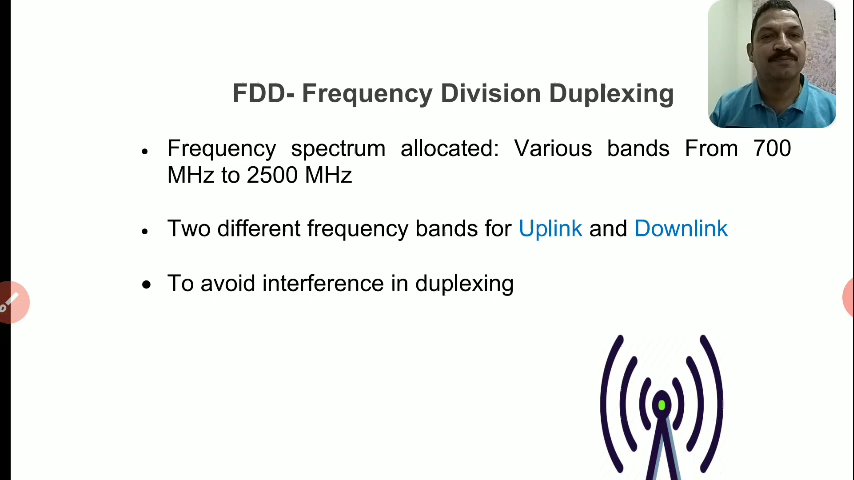 FDD- Frequency Division Duplexing
• Frequency spectrum allocated: Various bands From 700
MHz to 2500 MHz
• Two different frequency bands for Uplink and Downlink
• To avoid interference in duplexing